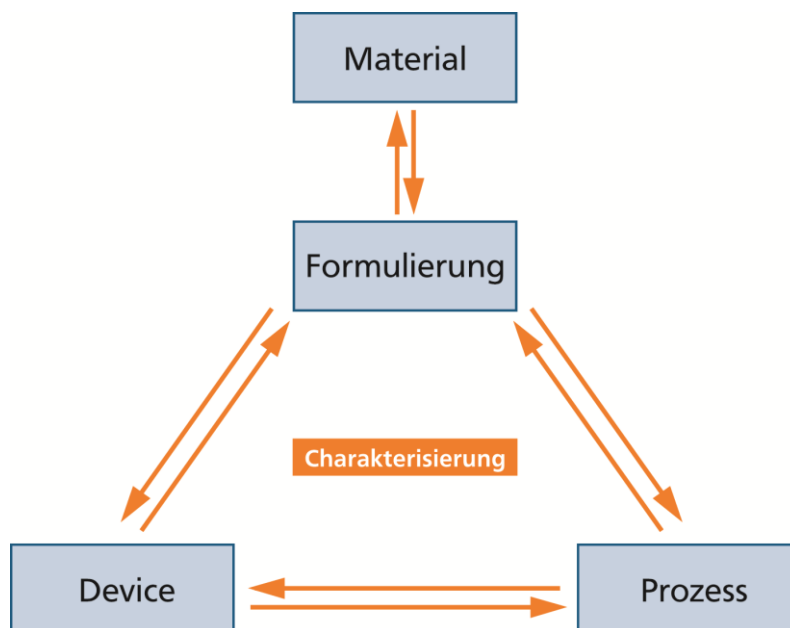 Material
Formulierung
Charakterisierung
Device
Prozess